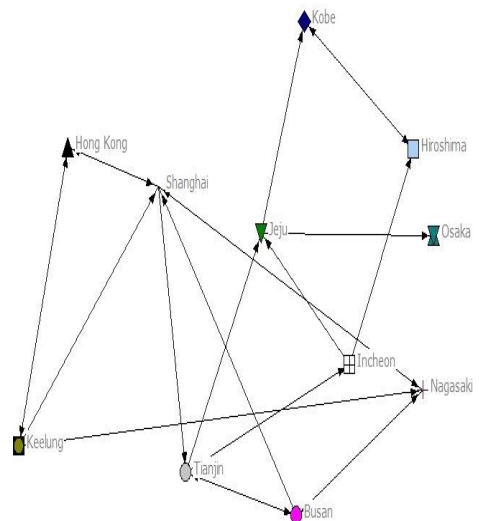 Kobe
Hong Kong
Hiroshima
Shanghai
Jeju
Osaka
Incheon
Nagasaki
Keelung
Tianjin
Busan